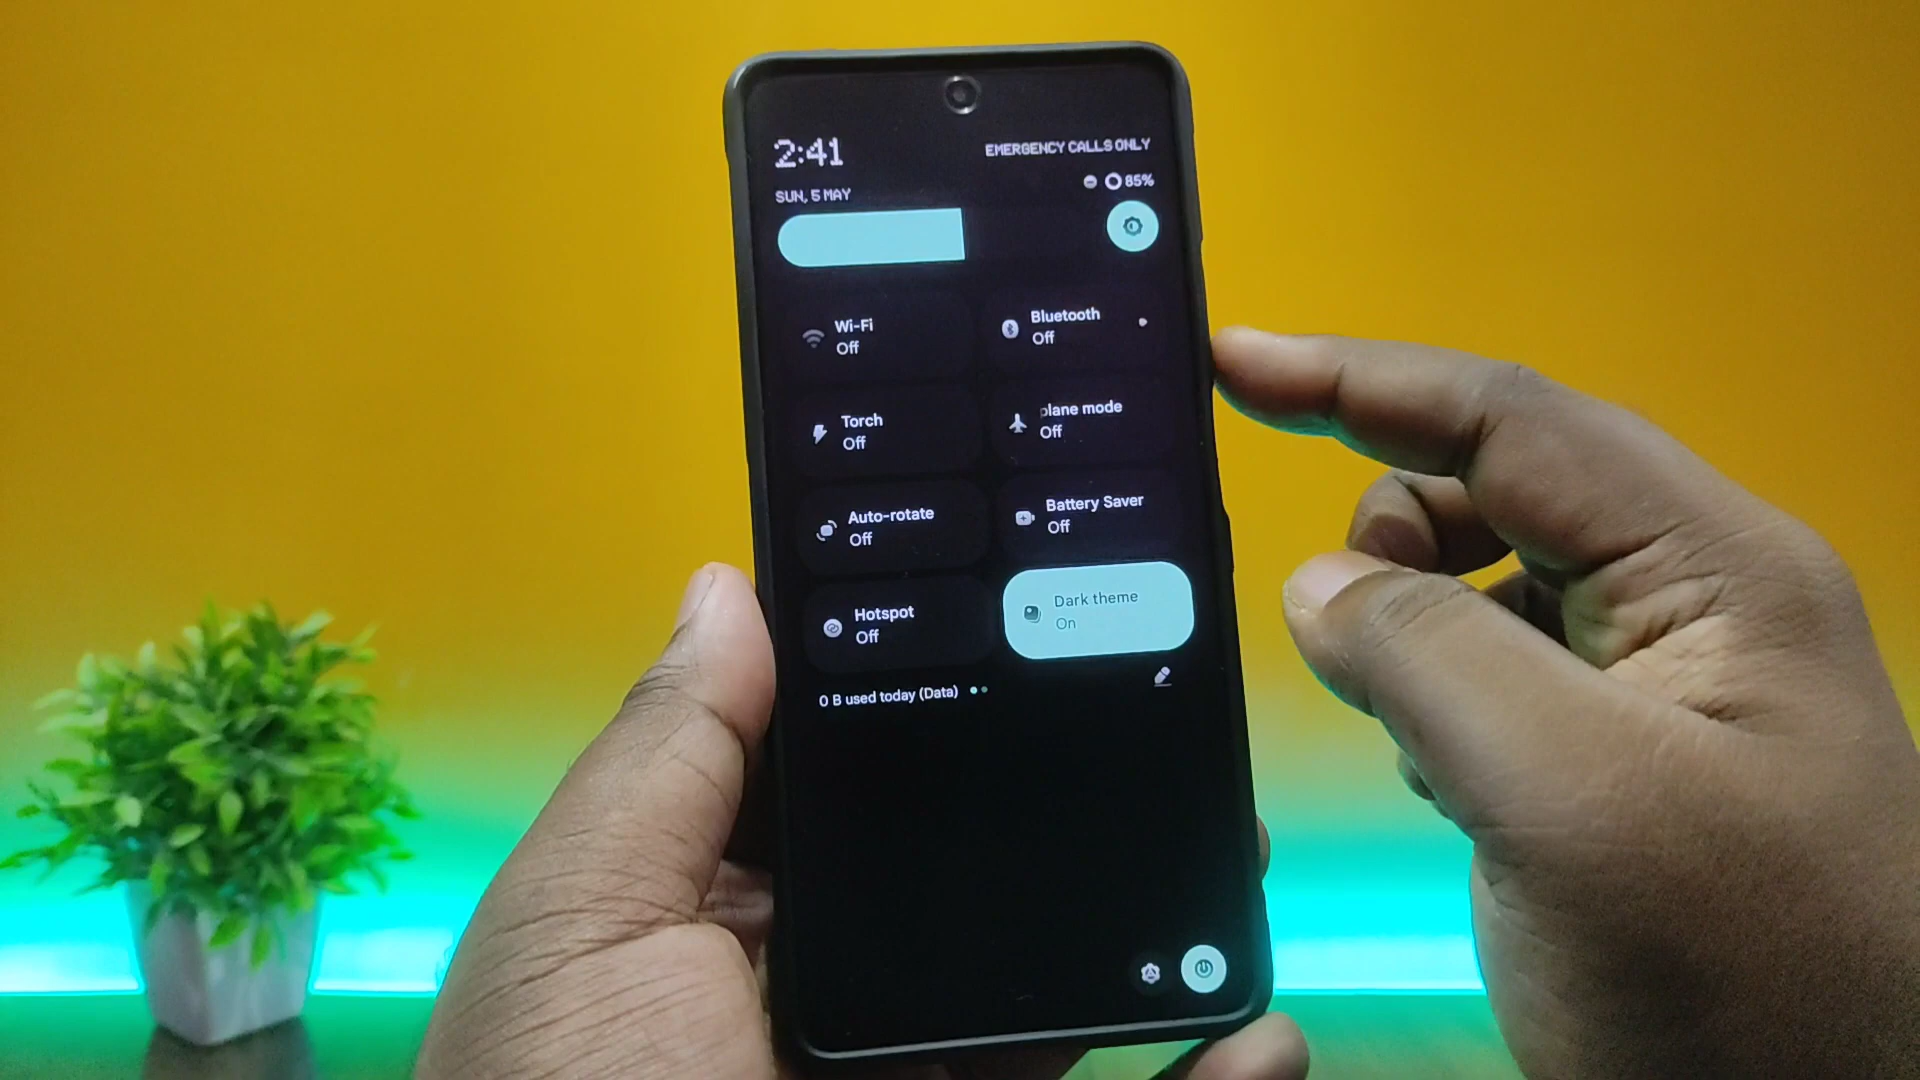 2:41
EMERGENCY CALLS ONLY
SUN, 5 MAY
85%
Wi-Fi
Off
Bluetooth
Off
Torch
Off
plane mode
Off
Auto-rotate
Off
Battery Saver
Off
Hotspot
Off
Dark theme
On
0 B used today (Data)